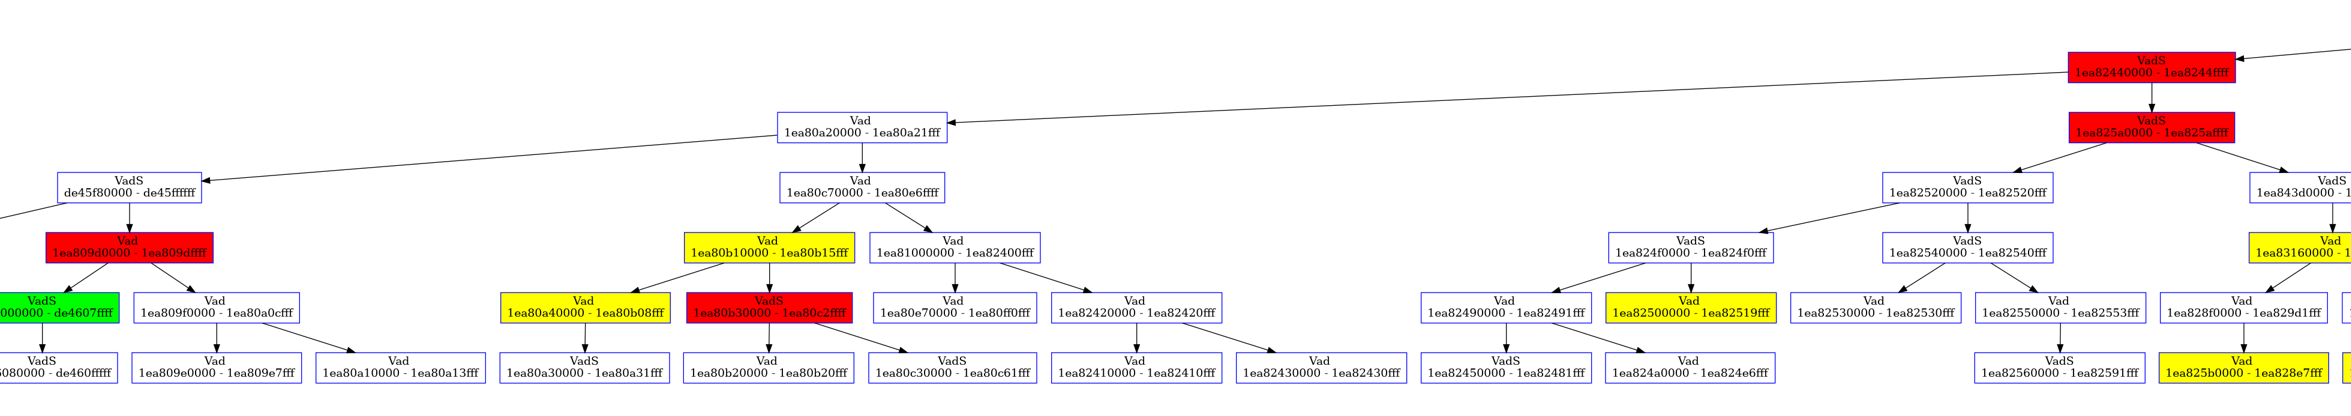 VadS
1ea82440000 - 1ea8244ffff
Vad
1ea80a20000 - 1ea80a21fff
VadS
1ea825a0000 - 1ea825affff
VadS
de45f80000 - de45ffffff
Vad
1ea80c70000 - 1ea80e6ffff
VadS
1ea82520000 - 1ea82520fff
VadS
1ea843d0000 - 1
Vad
1ea809d0000 - 1ea809dffff
Vad
1ea80b10000 - 1ea80b15fff
Vad
1ea81000000 - 1ea82400fff
VadS
1ea824f0000 - 1ea824f0fff
VadS
1ea82540000 - 1ea82540fff
Vad
1ea83160000 - 1
VadS
000000 - de4607ffff
Vad
1ea809f0000 - 1ea80a0cfff
Vad
1ea80a40000 - 1ea80b08fff
VadS
1ea80b30000 - 1ea80c2ffff
Vad
1ea80e70000 - 1ea80ff0fff
Vad
1ea82420000 - 1ea82420fff
Vad
1ea82490000 - 1ea82491fff
Vad
1ea82500000 - 1ea82519fff
Vad
1ea82530000 - 1ea82530fff
Vad
1ea82550000 - 1ea82553fff
Vad
1ea828f0000 - 1ea829d1fff
VadS
080000 - de460fffff
Vad
1ea809e0000 - 1ea809e7fff
Vad
1ea80a10000 - 1ea80a13fff
VadS
1ea80a30000 - 1ea80a31fff
Vad
1ea80b20000 - 1ea80b20fff
VadS
1ea80c30000 - 1ea80c61fff
Vad
1ea82410000 - 1ea82410fff
Vad
1ea82430000 - 1ea82430fff
VadS
1ea82450000 - 1ea82481fff
Vad
1ea824a0000 - 1ea824e6fff
VadS
1ea82560000 - 1ea82591fff
Vad
1ea825b0000 - 1ea828e7fff